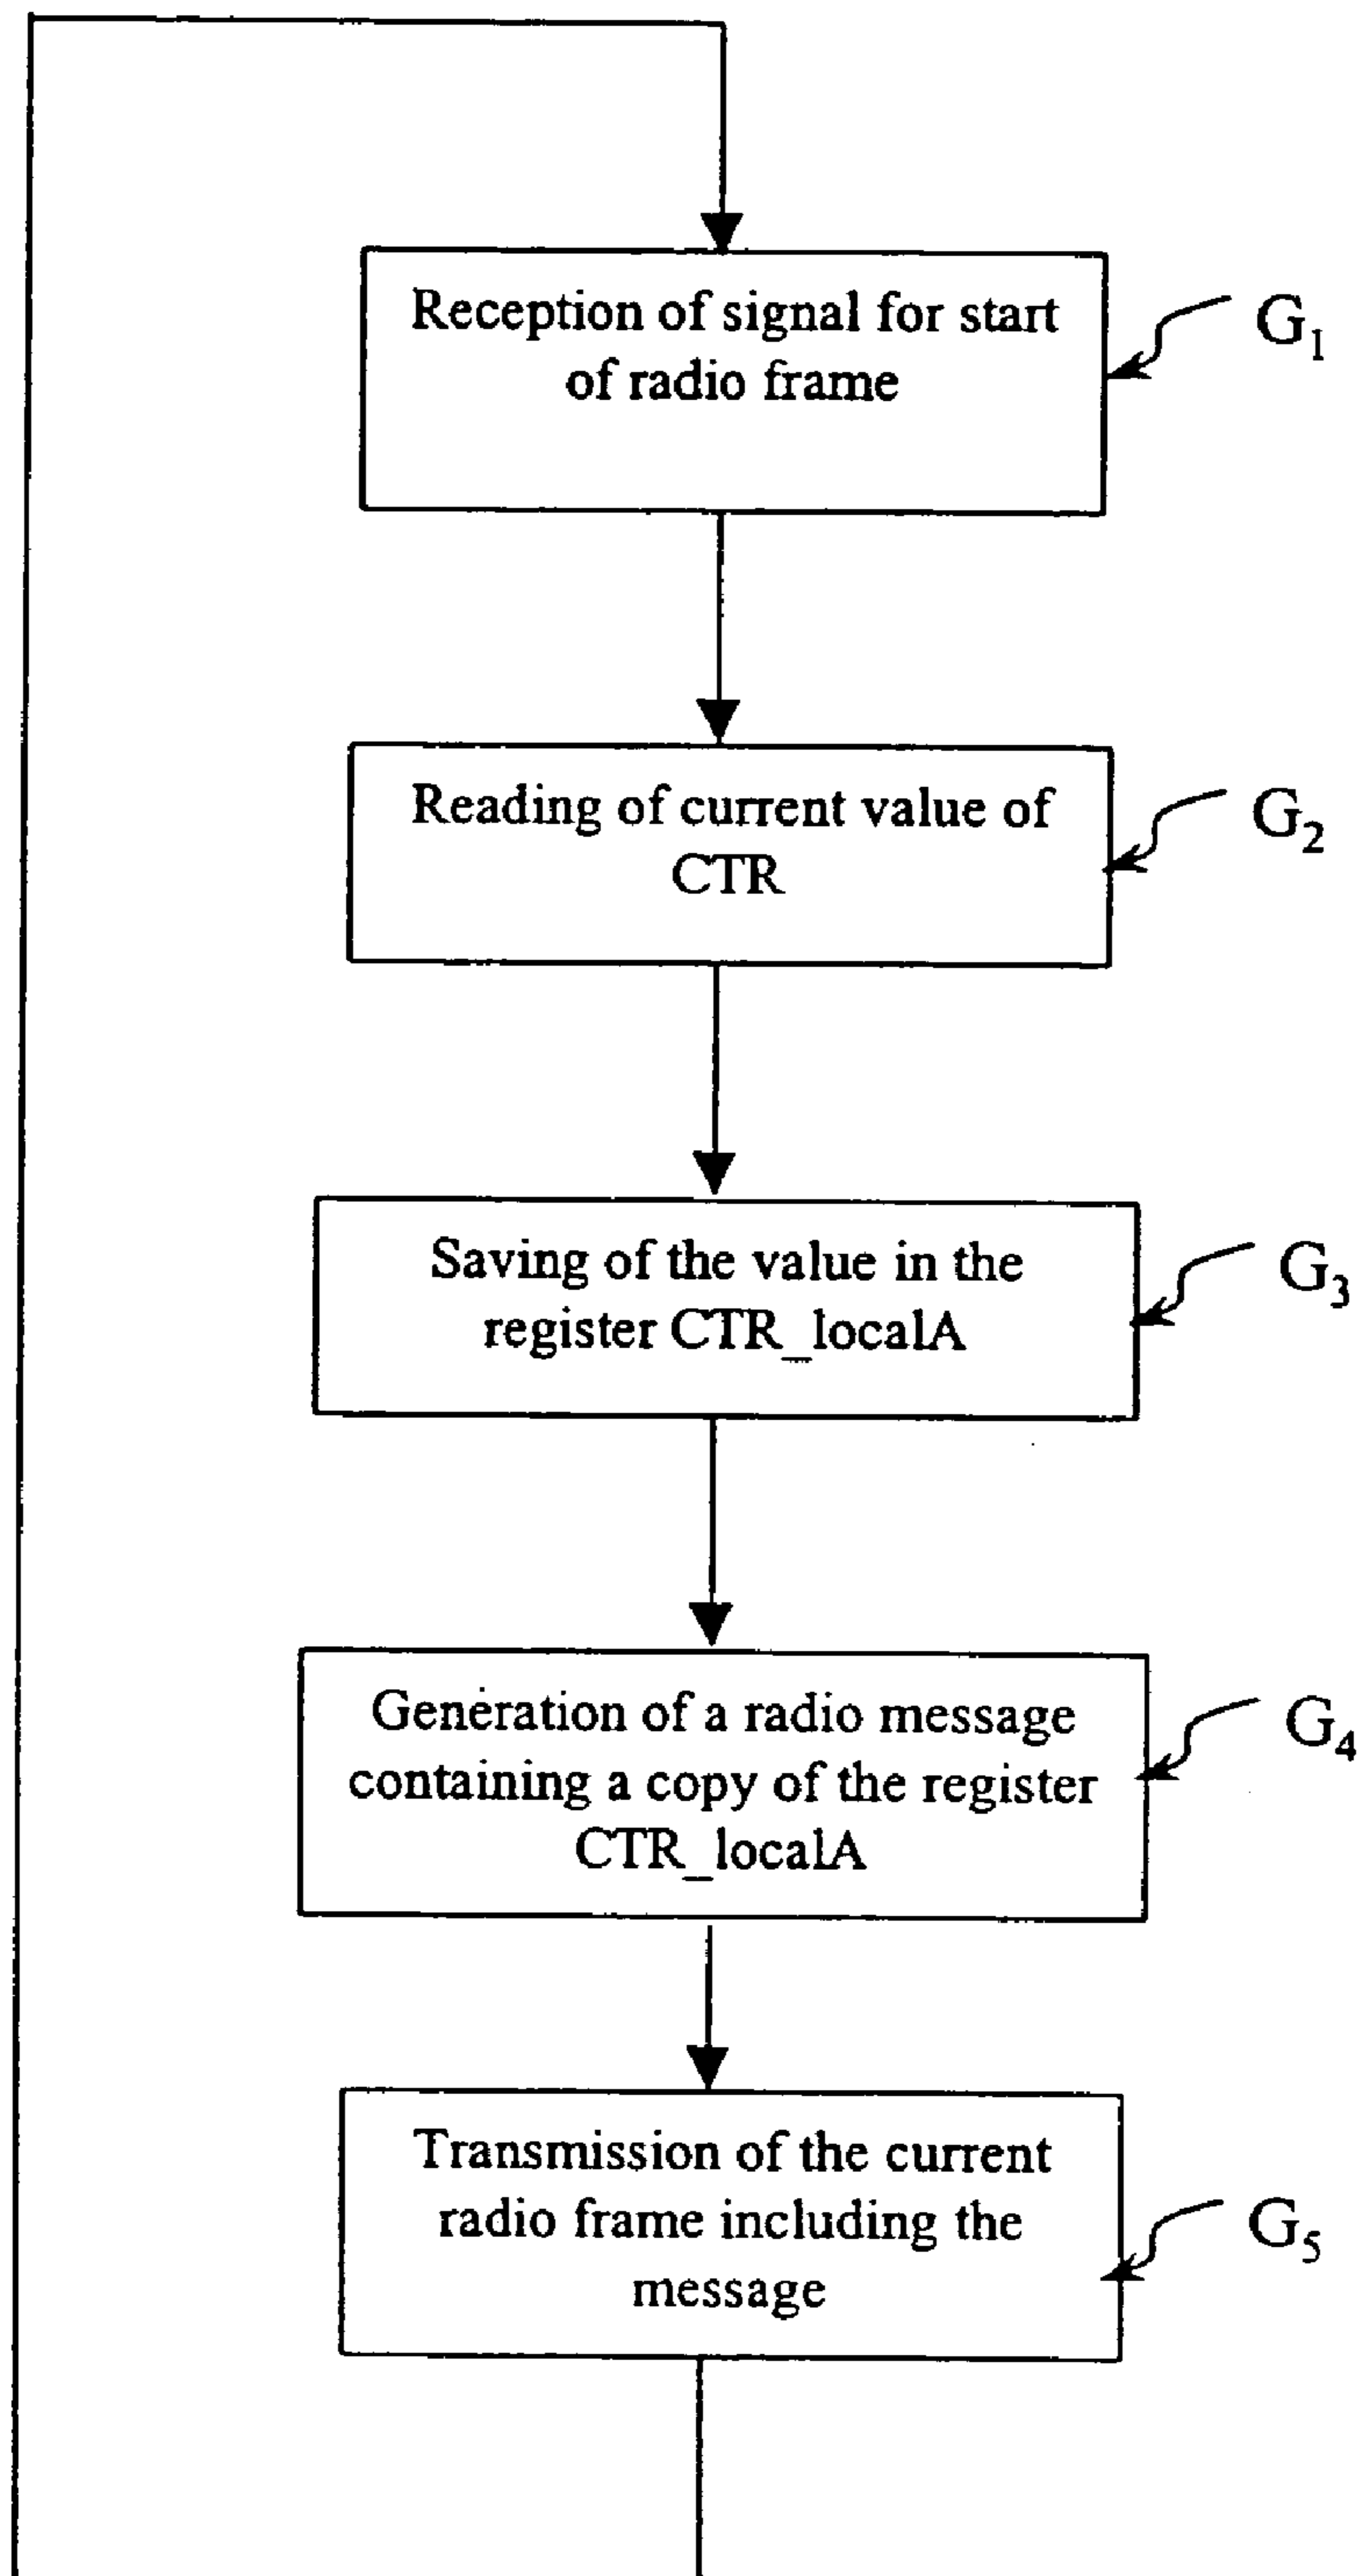 Reception of signal for start
of radio frame
G₁
Reading of current value of
CTR
G₂
Saving of the value in the
register CTR_localA
G₃
Generation of a radio message
containing a copy of the register
CTR_localA
G₄
Transmission of the current
radio frame including the
message
G₅